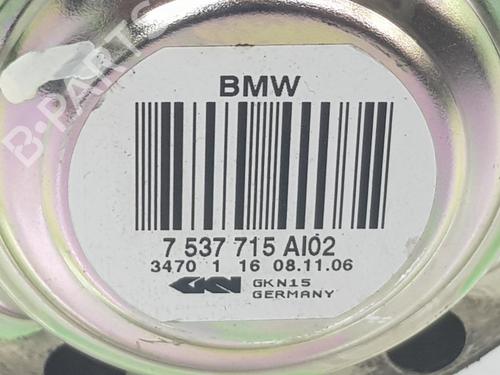 B-PARTS
BMW
7 537 715 AI02
3470 1 16 08.11.06
GKN GKN15
GERMANY